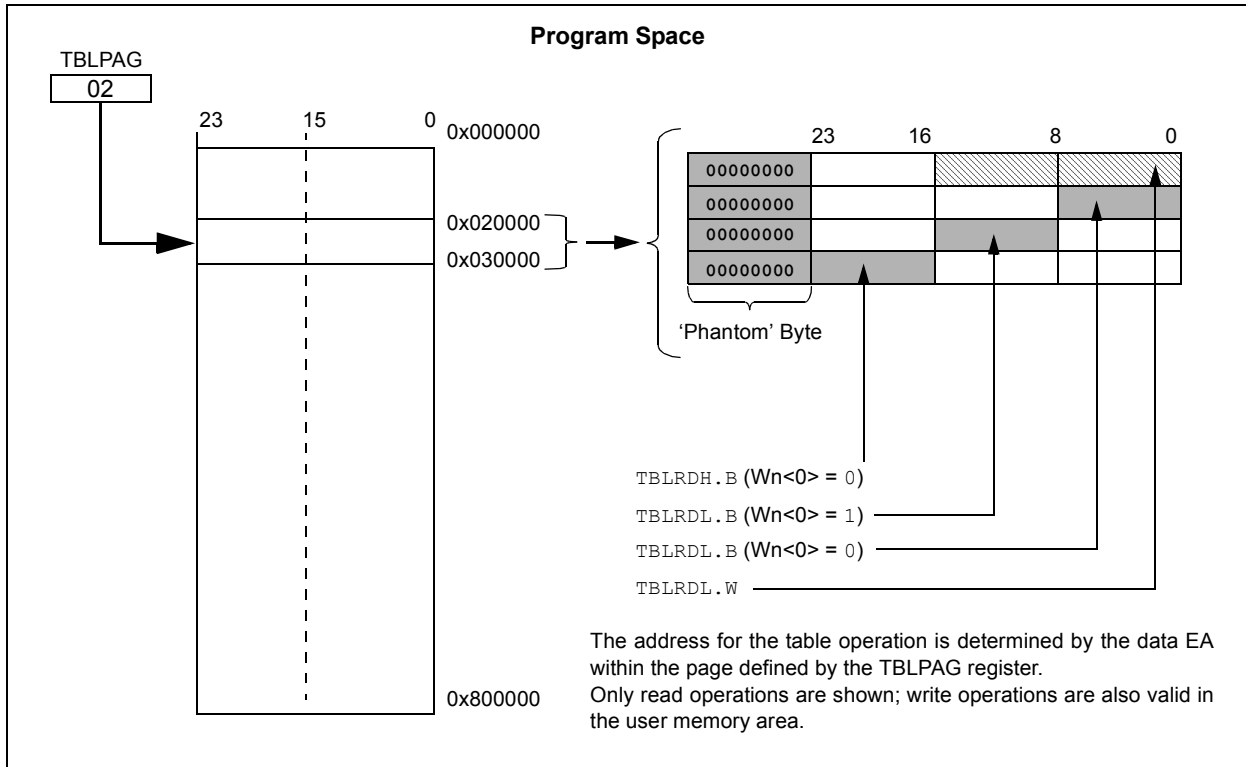 Program Space
TBLPAG
02
23 15 0
0x000000
0x020000
0x030000
0x800000
23 16 8 0
00000000
00000000
00000000
00000000
‘Phantom’ Byte
TBLRDH.B (Wn<0> = 0)
TBLRDL.B (Wn<0> = 1)
TBLRDL.B (Wn<0> = 0)
TBLRDL.W
The address for the table operation is determined by the data EA
within the page defined by the TBLPAG register.
Only read operations are shown; write operations are also valid in
the user memory area.